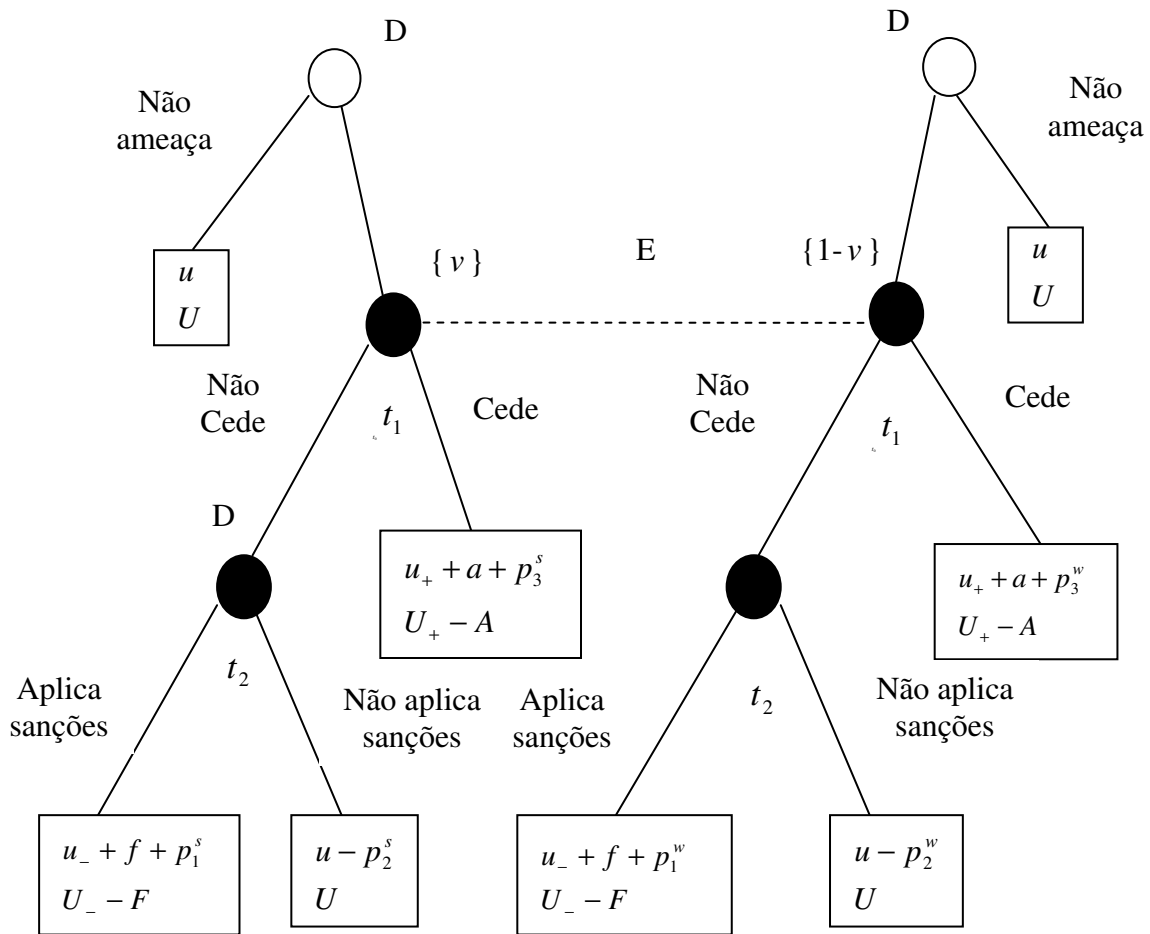 D
D
Não
ameaça
Não
ameaça
u
U
u
U
{ v }
E
{1- v }
Não
Cede
t₁
Cede
Não
Cede
t₁
Cede
D
u₊ + a + p₃ˢ
U₊ − A
u₊ + a + p₃ʷ
U₊ − A
Aplica
sanções
t₂
Não aplica
sanções
Aplica
sanções
t₂
Não aplica
sanções
u₋ + f + p₁ˢ
U₋ − F
u − p₂ˢ
U
u₋ + f + p₁ʷ
U₋ − F
u − p₂ʷ
U